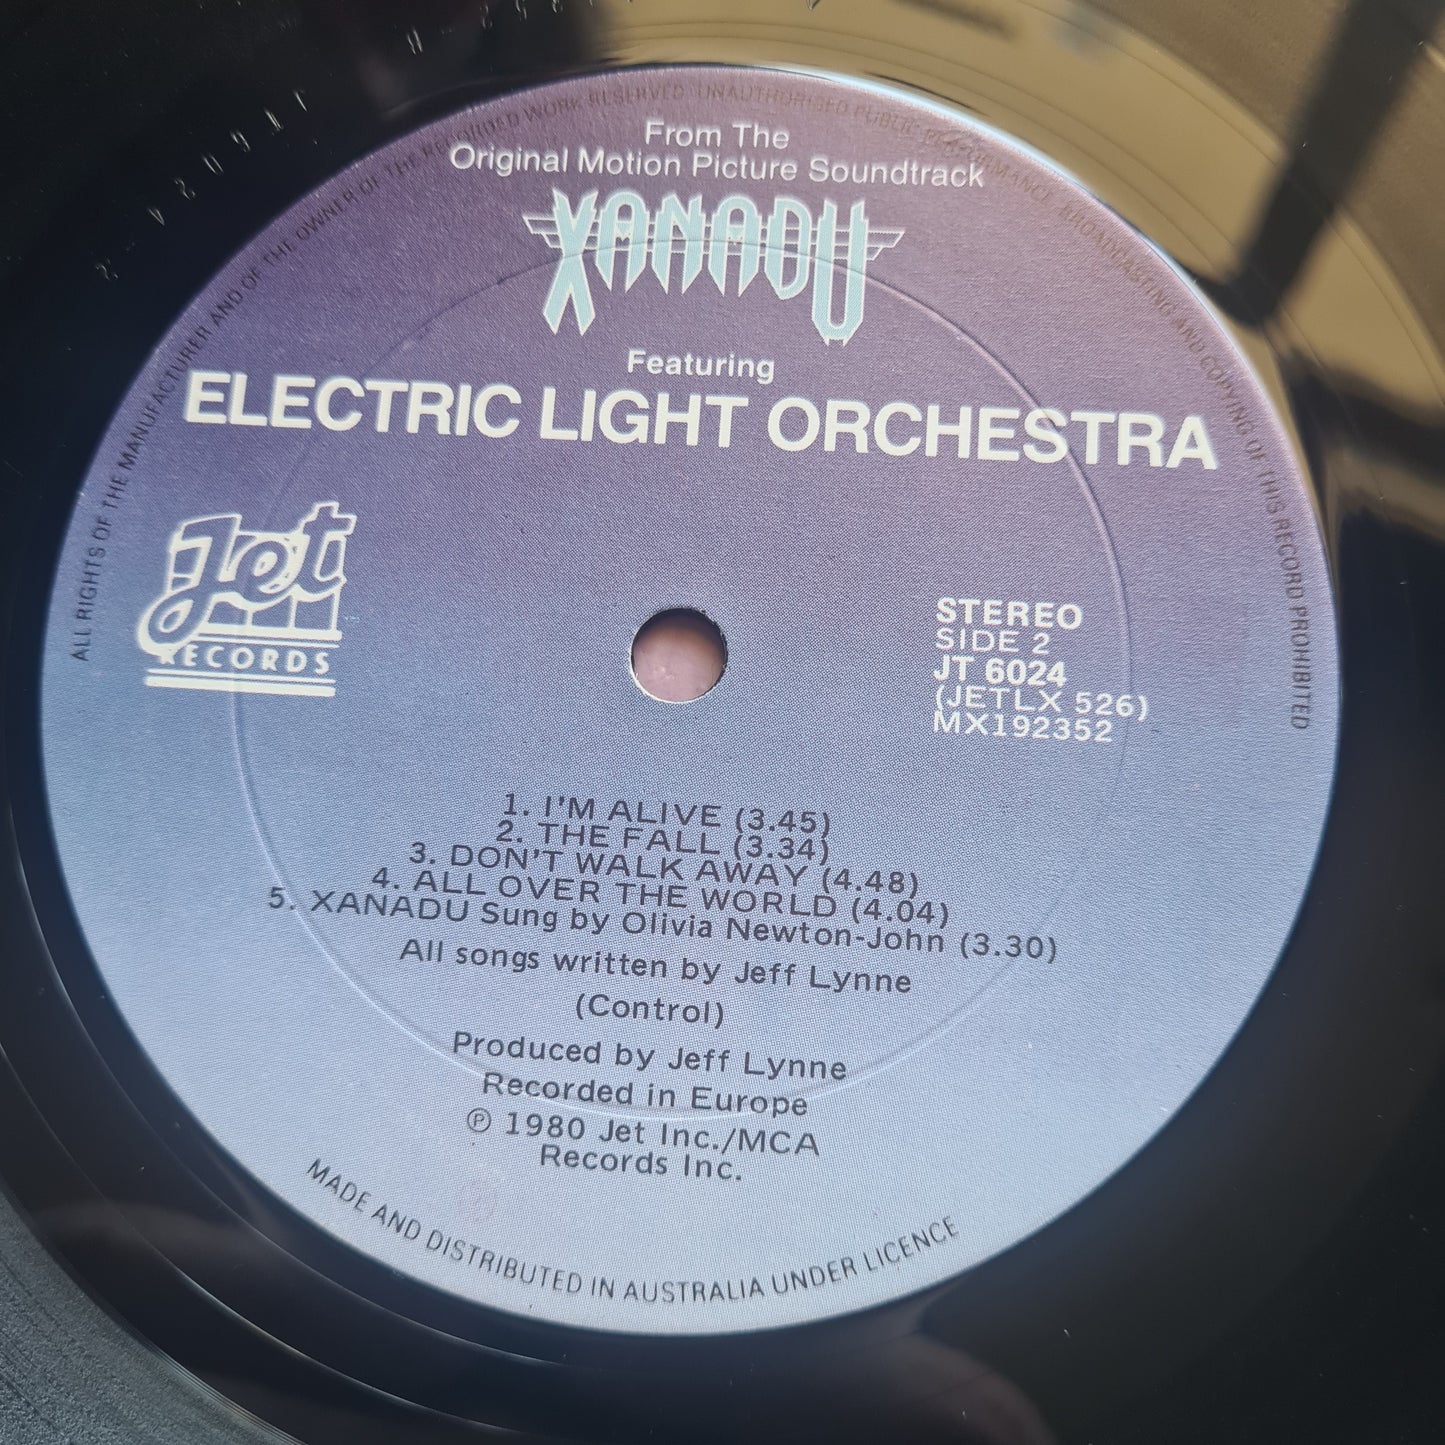 ALL RIGHTS OF THE MANUFACTURER AND OF THE OWNER OF THE RECORDED WORK RESERVED UNAUTHORISED PUBLIC PERFORMANCE BROADCASTING AND COPYING OF THIS RECORD PROHIBITED
From The
Original Motion Picture Soundtrack
XANADU
Featuring
ELECTRIC LIGHT ORCHESTRA
Jet
RECORDS
STEREO
SIDE 2
JT 6024
(JETLX 526)
MX192352
1. I'M ALIVE (3.45)
2. THE FALL (3.34)
3. DON'T WALK AWAY (4.48)
4. ALL OVER THE WORLD (4.04)
5. XANADU Sung by Olivia Newton-John (3.30)
All songs written by Jeff Lynne
(Control)
Produced by Jeff Lynne
Recorded in Europe
℗ 1980 Jet Inc./MCA
Records Inc.
MADE AND DISTRIBUTED IN AUSTRALIA UNDER LICENCE